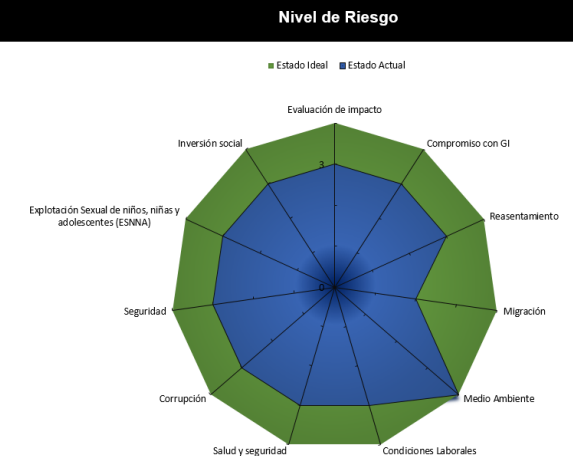 Nivel de Riesgo
Estado Ideal
Estado Actual
Evaluación de impacto
Inversión social
Compromiso con GI
3
Explotación Sexual de niños, niñas y
adolescentes (ESNNA)
Reasentamiento
0
Seguridad
Migración
Corrupción
Medio Ambiente
Salud y seguridad
Condiciones Laborales